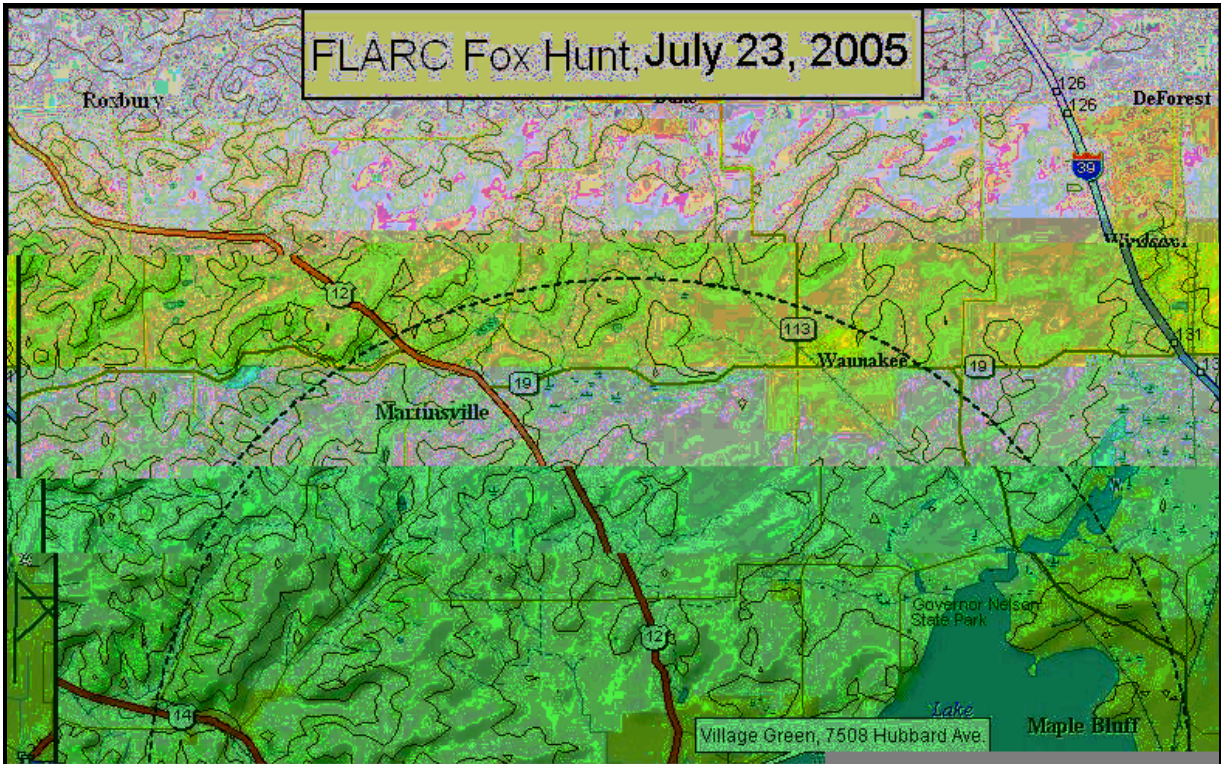 FLARC Fox Hunt, July 23, 2005
126
126
Roxbury
DeForest
39
Windsor
12
113
131
Waunakee
19
19
Martinsville
Governor Nelson
State Park
12
14
Lake
Maple Bluff
Village Green, 7508 Hubbard Ave.